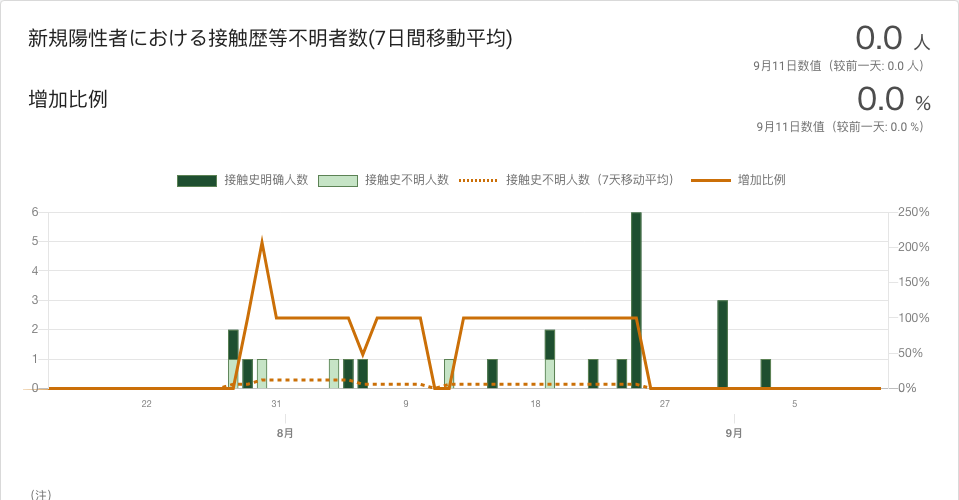 新規陽性者における接触歴等不明者数(7日間移動平均)
0.0 人
9月11日数值（较前一天: 0.0 人）
増加比例
0.0 %
9月11日数值（较前一天: 0.0 %）
接触史明确人数 接触史不明人数 接触史不明人数（7天移动平均) 増加比例
6 250%
5 200%
4 150%
3 100%
2 50%
1 0%
0
22 31 9 18 27 5
8月 9月
（注）